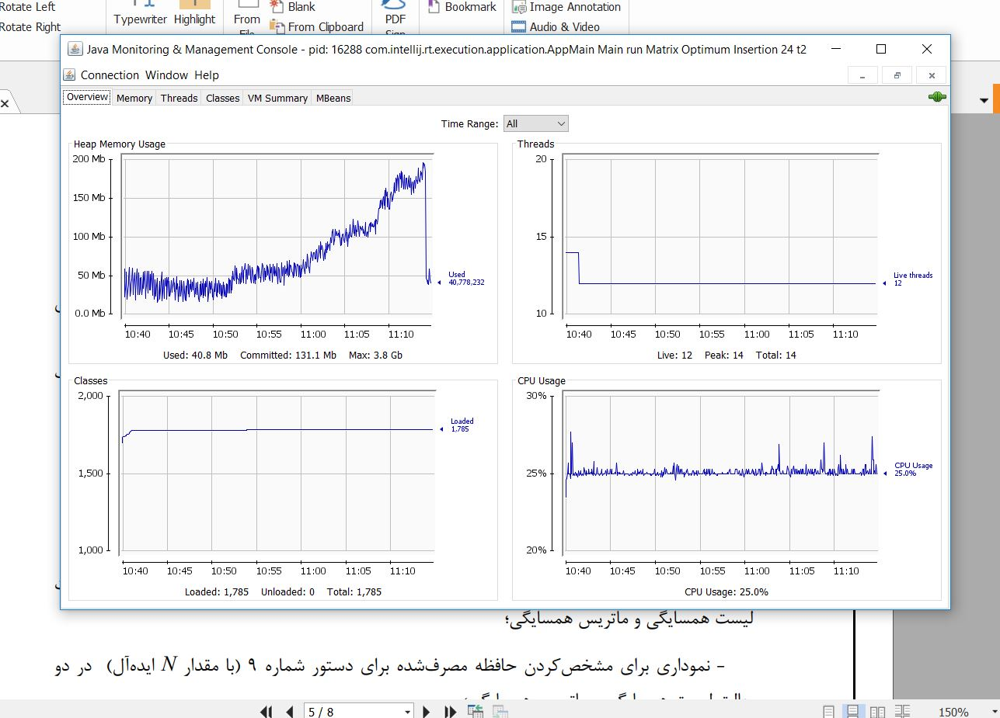 Rotate Left
Rotate Right
Typewriter
Highlight
From
Blank
From Clipboard
PDF
Bookmark
Image Annotation
Audio & Video
Java Monitoring & Management Console - pid: 16288 com.intellij.rt.execution.application.AppMain Main run Matrix Optimum Insertion 24 t2
Connection Window Help
Overview Memory Threads Classes VM Summary MBeans
Time Range: All
Heap Memory Usage
200 Mb
150 Mb
100 Mb
50 Mb
0.0 Mb
Used
40,778,232
10:40 10:45 10:50 10:55 11:00 11:05 11:10
Used: 40.8 Mb Committed: 131.1 Mb Max: 3.8 Gb
Threads
20
15
10
Live threads
12
10:40 10:45 10:50 10:55 11:00 11:05 11:10
Live: 12 Peak: 14 Total: 14
Classes
2,000
1,500
1,000
Loaded
1,785
10:40 10:45 10:50 10:55 11:00 11:05 11:10
Loaded: 1,785 Unloaded: 0 Total: 1,785
CPU Usage
30%
25%
20%
CPU Usage
25.0%
10:40 10:45 10:50 10:55 11:00 11:05 11:10
CPU Usage: 25.0%
لیست همسایگی و ماتریس همسایگی؛
- نموداری برای مشخص‌کردن حافظه مصرف‌شده برای دستور شماره ۹ (با مقدار N ایده‌آل) در دو
5 / 8
150%